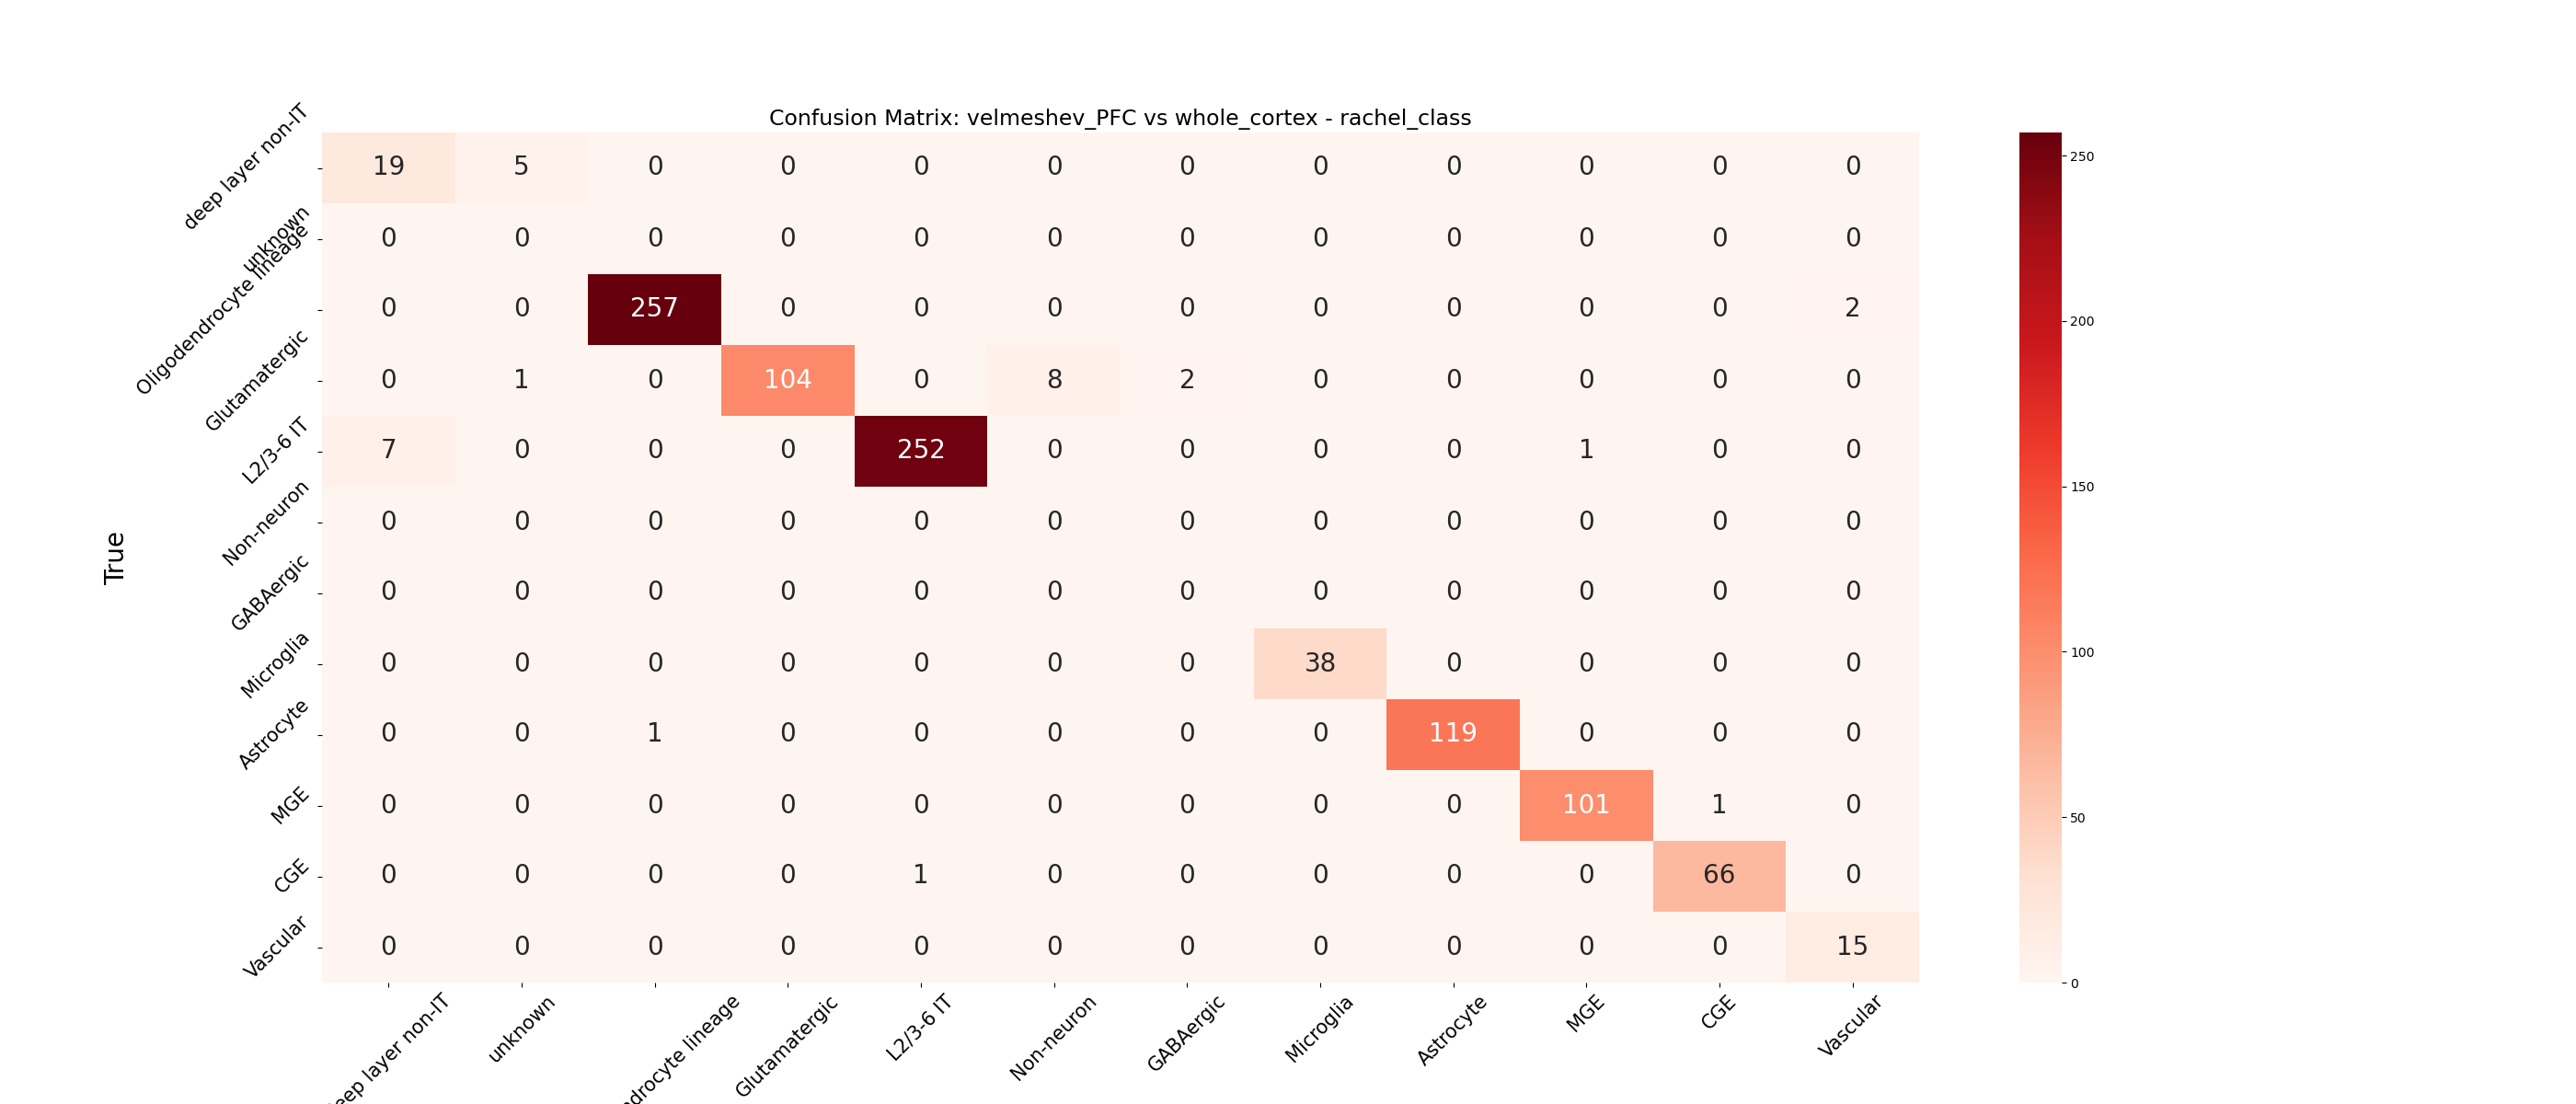 Confusion Matrix: velmeshev_PFC vs whole_cortex - rachel_class
True
deep layer non-IT 19 5 0 0 0 0 0 0 0 0 0 0
unknown 0 0 0 0 0 0 0 0 0 0 0 0
Oligodendrocyte lineage 0 0 257 0 0 0 0 0 0 0 0 2
Glutamatergic 0 1 0 104 0 8 2 0 0 0 0 0
L2/3-6 IT 7 0 0 0 252 0 0 0 0 1 0 0
Non-neuron 0 0 0 0 0 0 0 0 0 0 0 0
GABAergic 0 0 0 0 0 0 0 0 0 0 0 0
Microglia 0 0 0 0 0 0 0 38 0 0 0 0
Astrocyte 0 0 1 0 0 0 0 0 119 0 0 0
MGE 0 0 0 0 0 0 0 0 0 101 1 0
CGE 0 0 0 0 1 0 0 0 0 0 66 0
Vascular 0 0 0 0 0 0 0 0 0 0 0 15
eep layer non-IT
unknown
ndrocyte lineage
Glutamatergic
L2/3-6 IT
Non-neuron
GABAergic
Microglia
Astrocyte
MGE
CGE
Vascular
250
200
150
100
50
0